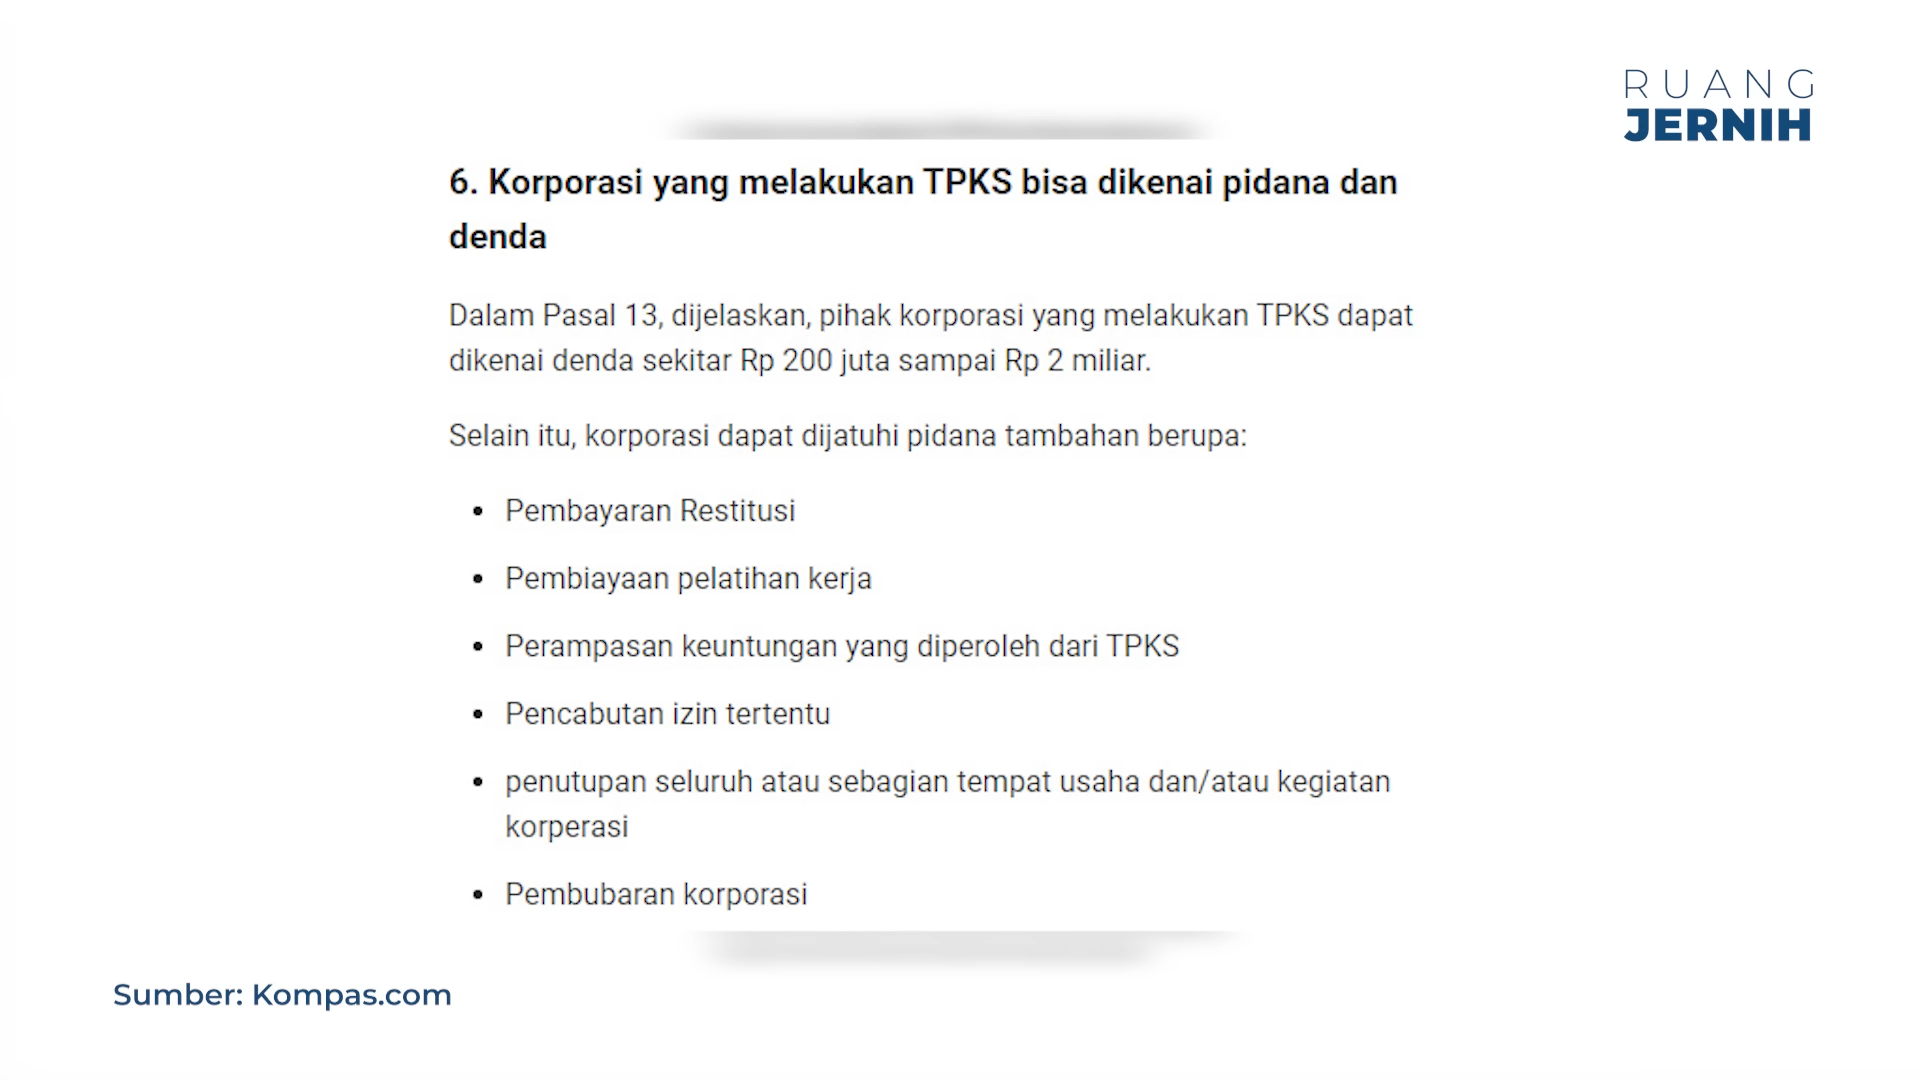 RUANG
JERNIH
6. Korporasi yang melakukan TPKS bisa dikenai pidana dan
denda
Dalam Pasal 13, dijelaskan, pihak korporasi yang melakukan TPKS dapat
dikenai denda sekitar Rp 200 juta sampai Rp 2 miliar.
Selain itu, korporasi dapat dijatuhi pidana tambahan berupa:
• Pembayaran Restitusi
• Pembiayaan pelatihan kerja
• Perampasan keuntungan yang diperoleh dari TPKS
• Pencabutan izin tertentu
• penutupan seluruh atau sebagian tempat usaha dan/atau kegiatan
korperasi
• Pembubaran korporasi
Sumber: Kompas.com